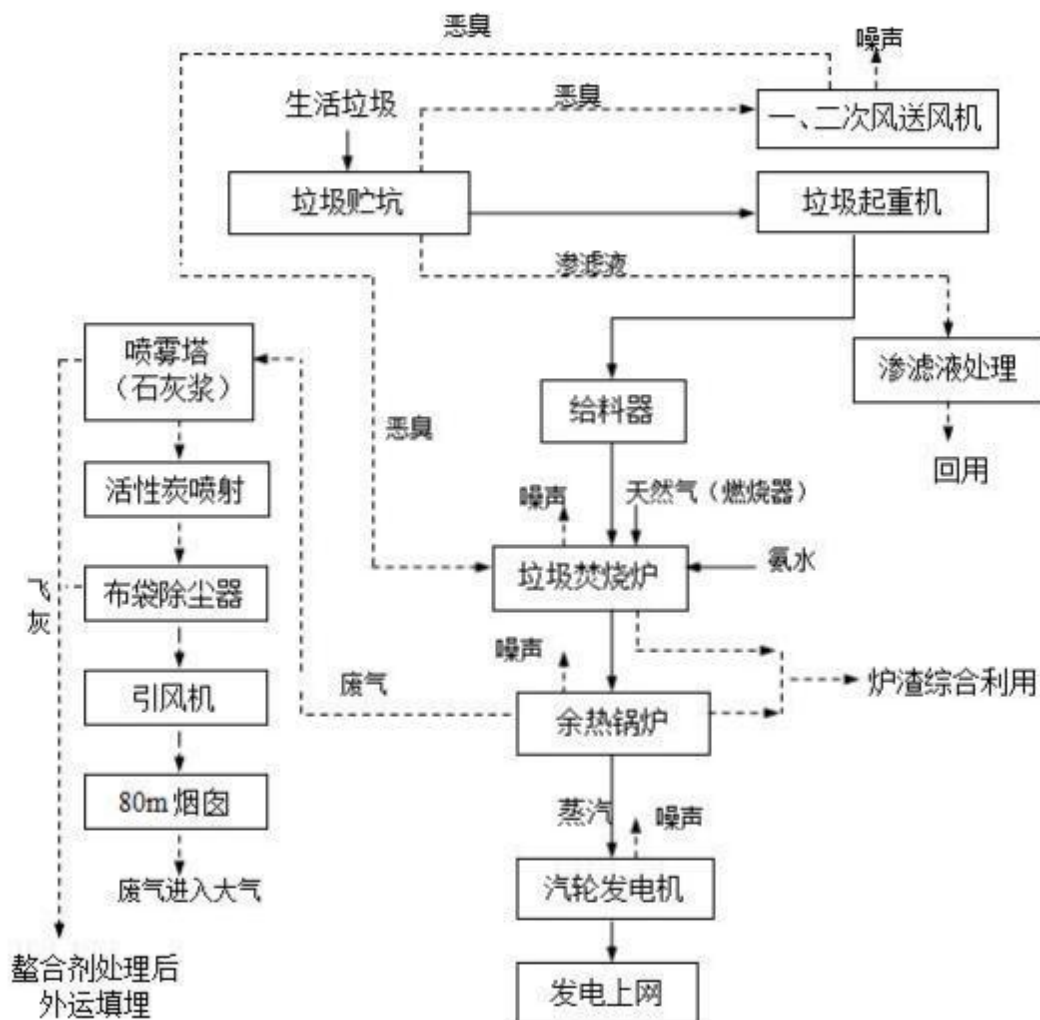 恶臭
噪声
生活垃圾
恶臭
一、二次风送风机
垃圾贮坑
垃圾起重机
渗滤液
喷雾塔
（石灰浆）
渗滤液处理
给料器
恶臭
回用
活性炭喷射
噪声
天然气（燃烧器）
垃圾焚烧炉
氨水
飞
灰
布袋除尘器
噪声
废气
炉渣综合利用
引风机
余热锅炉
80m烟囱
蒸汽
噪声
废气进入大气
汽轮发电机
螯合剂处理后
外运填埋
发电上网